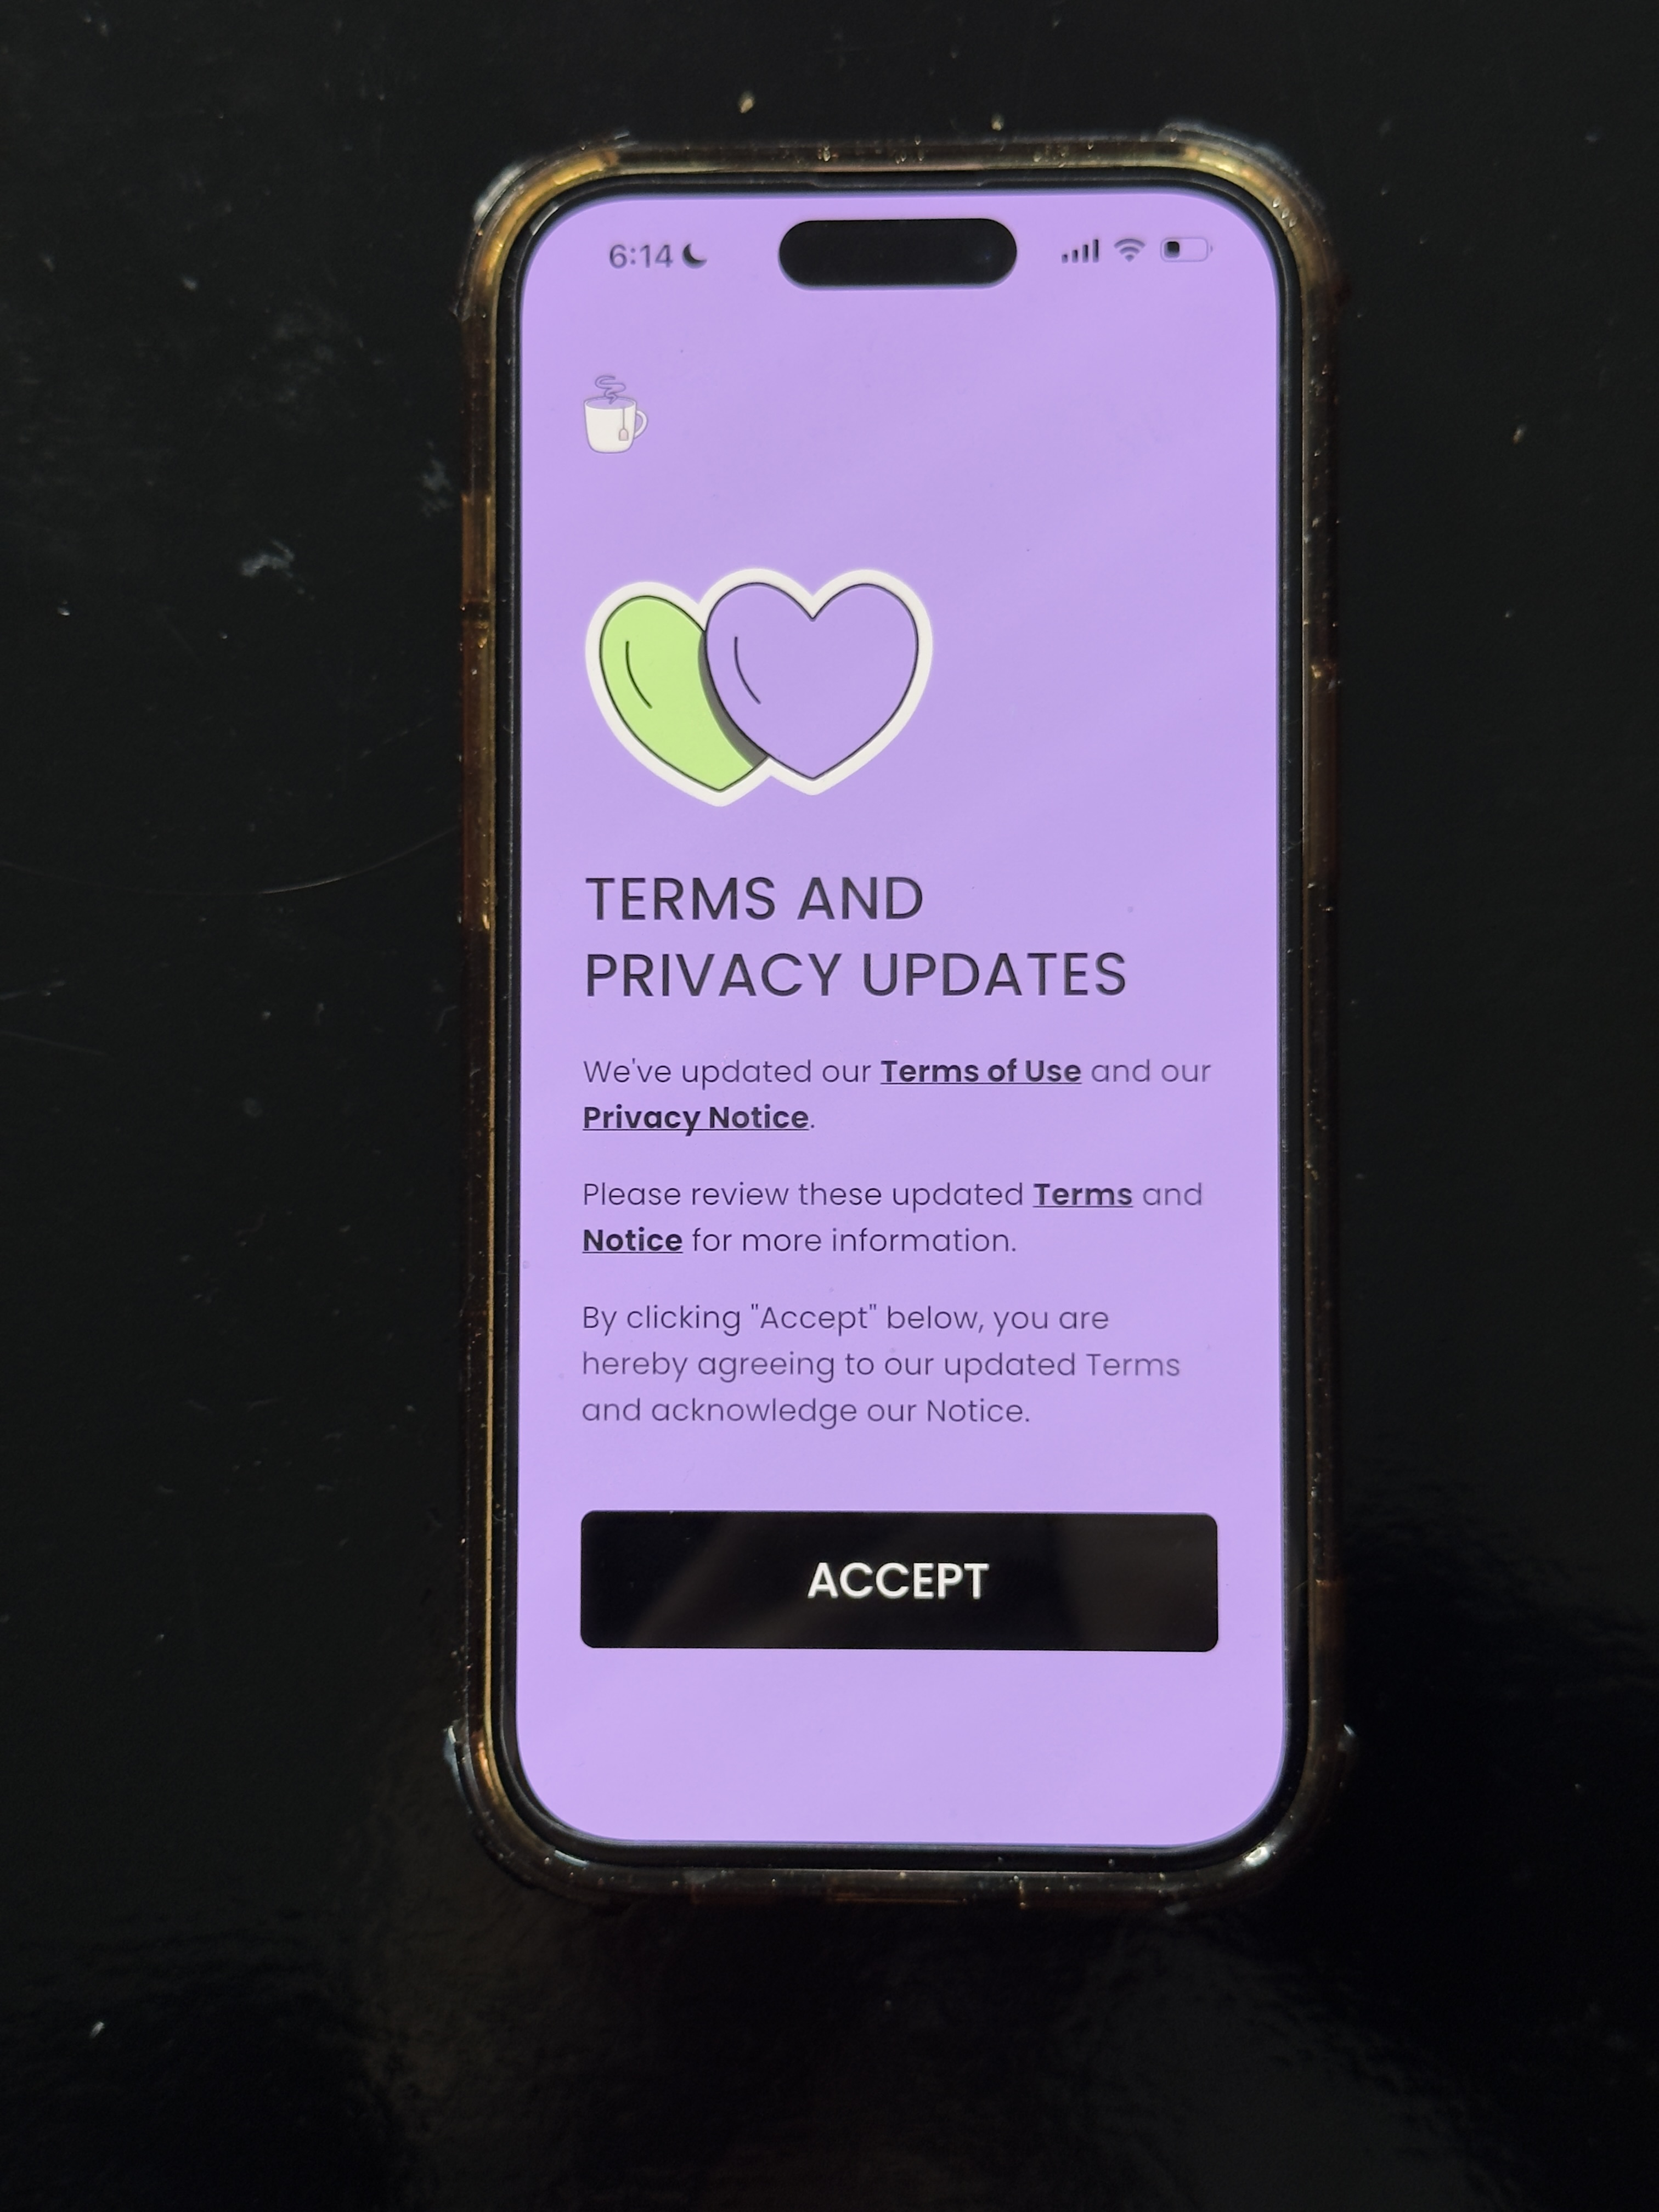 6:14
TERMS AND
PRIVACY UPDATES
We've updated our Terms of Use and our
Privacy Notice.
Please review these updated Terms and
Notice for more information.
By clicking "Accept" below, you are
hereby agreeing to our updated Terms
and acknowledge our Notice.
ACCEPT